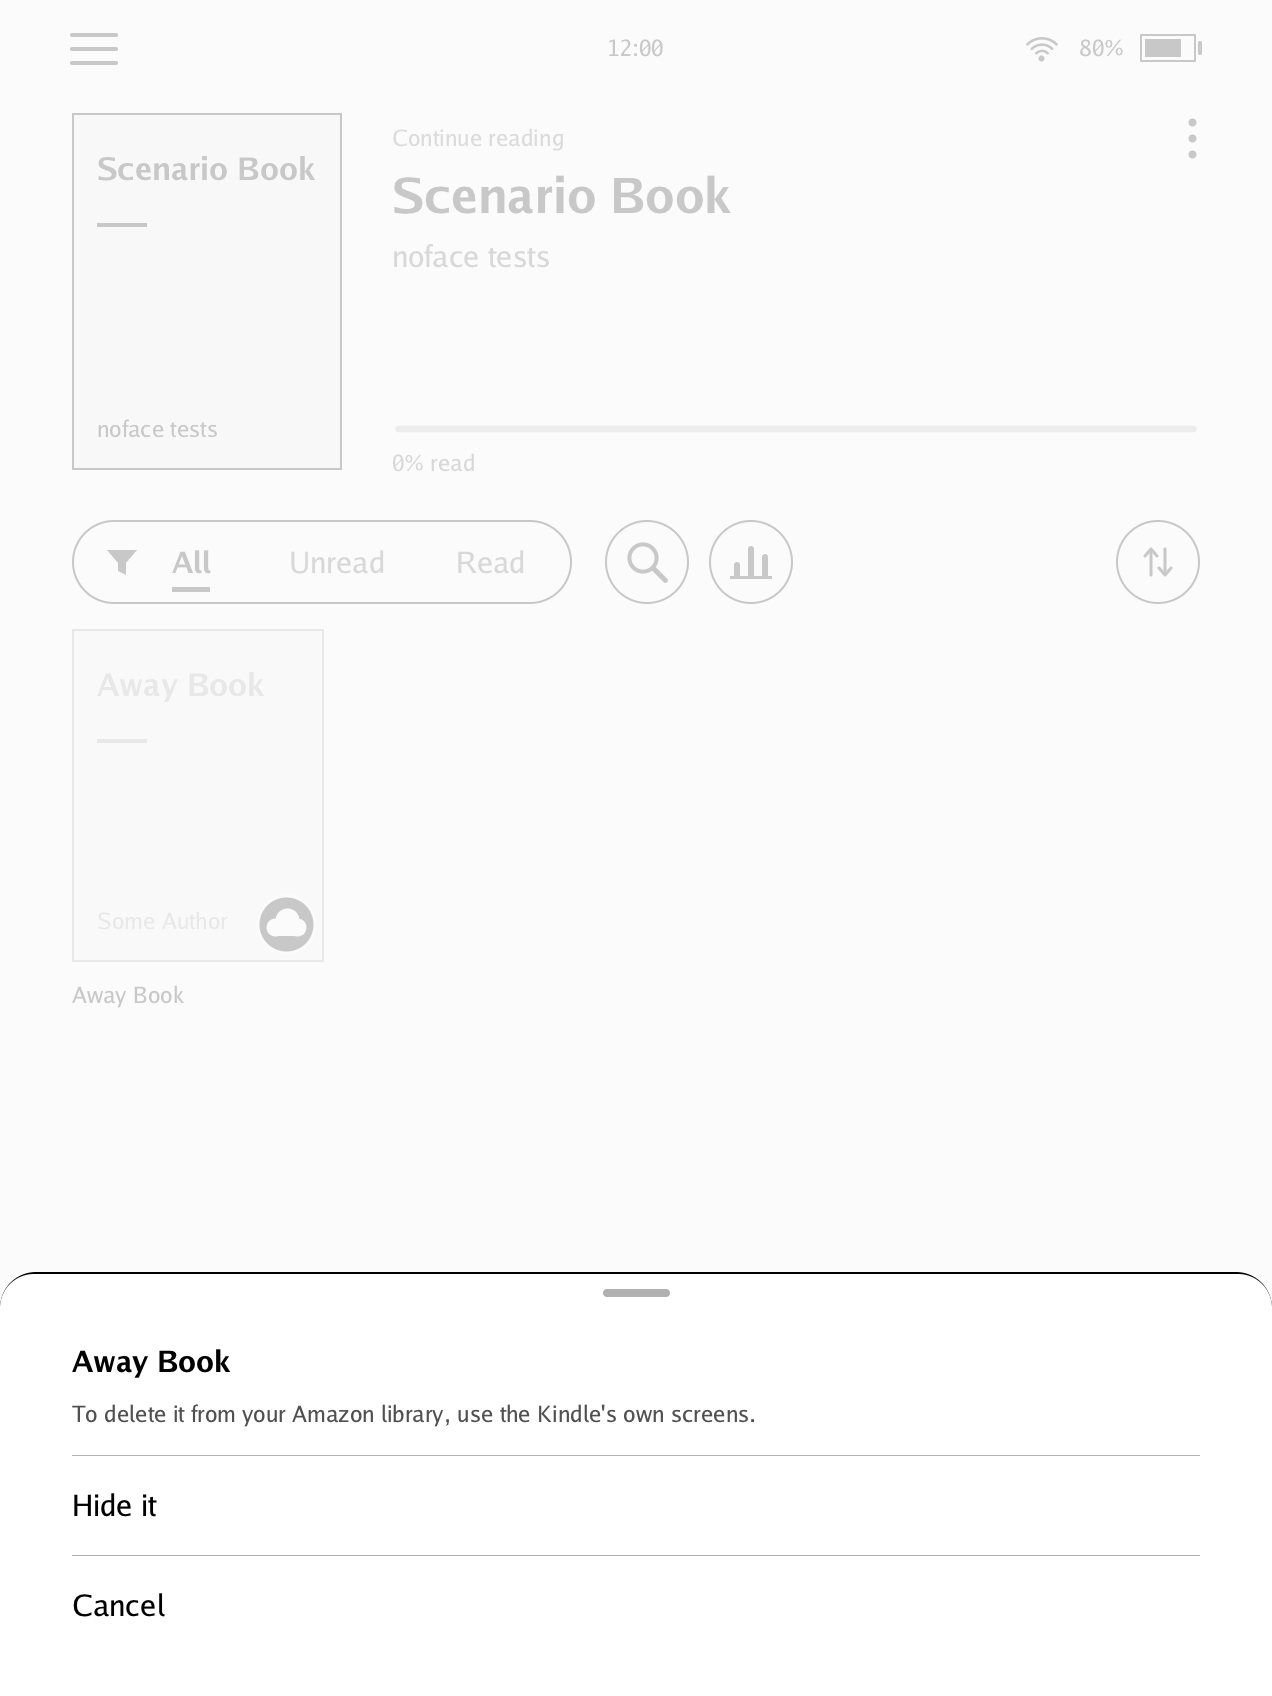 12:00
80%
Scenario Book
noface tests
Continue reading
Scenario Book
noface tests
0% read
All
Unread
Read
Away Book
Some Author
Away Book
Away Book
To delete it from your Amazon library, use the Kindle's own screens.
Hide it
Cancel